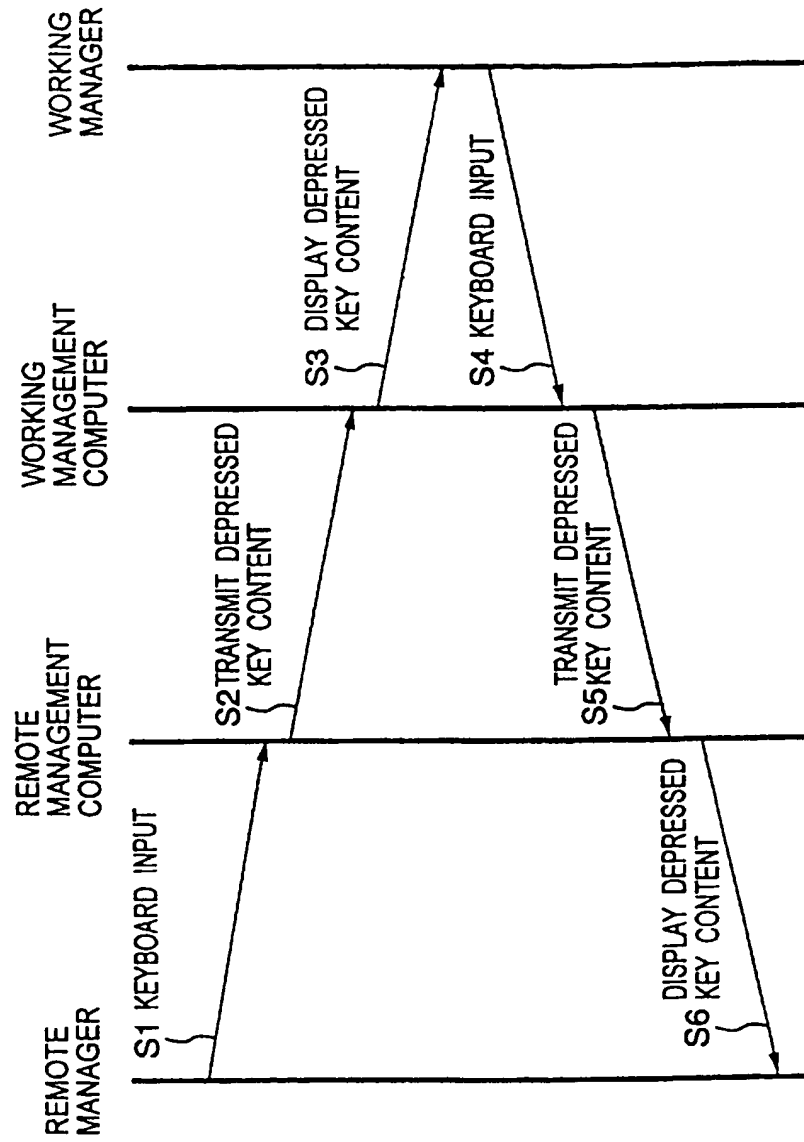 REMOTE
MANAGER
REMOTE
MANAGEMENT
COMPUTER
WORKING
MANAGEMENT
COMPUTER
WORKING
MANAGER
S1 KEYBOARD INPUT
S2 TRANSMIT DEPRESSED
KEY CONTENT
S3 DISPLAY DEPRESSED
KEY CONTENT
S4 KEYBOARD INPUT
TRANSMIT DEPRESSED
S5 KEY CONTENT
DISPLAY DEPRESSED
S6 KEY CONTENT